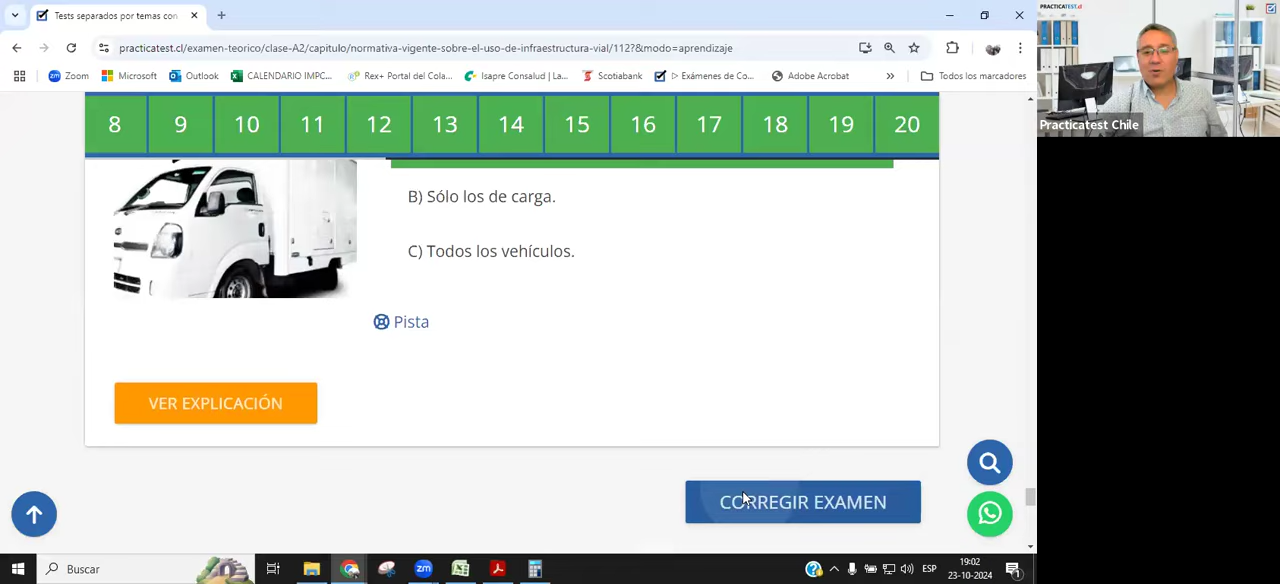 Tests separados por temas con
practicatest.cl/examen-teorico/clase-A2/capitulo/normativa-vigente-sobre-el-uso-de-infraestructura-vial/112?&modo=aprendizaje
Zoom
Microsoft
Outlook
CALENDARIO IMPC...
Rex+ Portal del Cola...
Isapre Consalud | La...
Scotiabank
▷ Exámenes de Co...
Adobe Acrobat
»
Todos los marcadores
PRACTICATEST.cl
Practicatest Chile
8 9 10 11 12 13 14 15 16 17 18 19 20
B) Sólo los de carga.
C) Todos los vehículos.
Pista
VER EXPLICACIÓN
CORREGIR EXAMEN
Buscar
ESP
19:02
23-10-2024
1